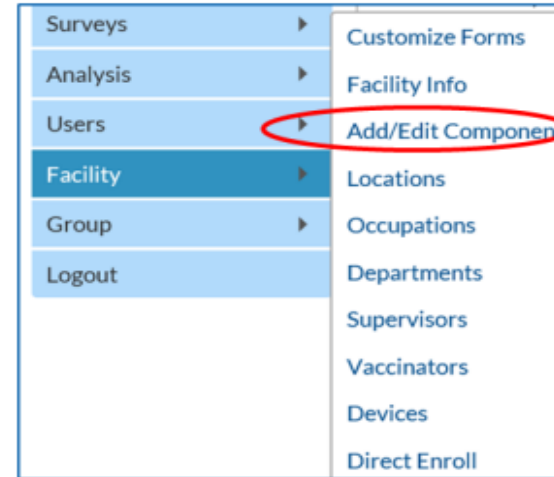 Surveys
Analysis
Users
Facility
Group
Logout
Customize Forms
Facility Info
Add/Edit Componen
Locations
Occupations
Departments
Supervisors
Vaccinators
Devices
Direct Enroll